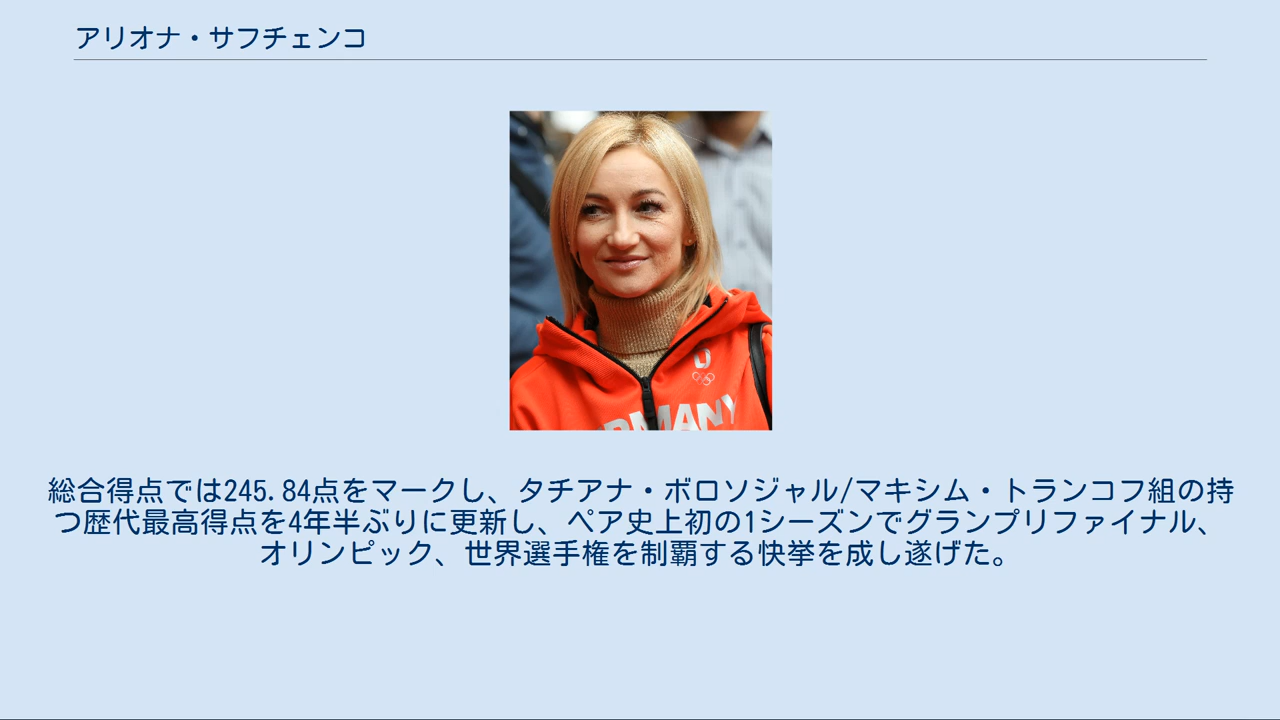 アリオナ・サフチェンコ
RMANY
総合得点では245.84点をマークし、タチアナ・ボロソジャル/マキシム・トランコフ組の持
つ歴代最高得点を4年半ぶりに更新し、ペア史上初の1シーズンでグランプリファイナル、
オリンピック、世界選手権を制覇する快挙を成し遂げた。